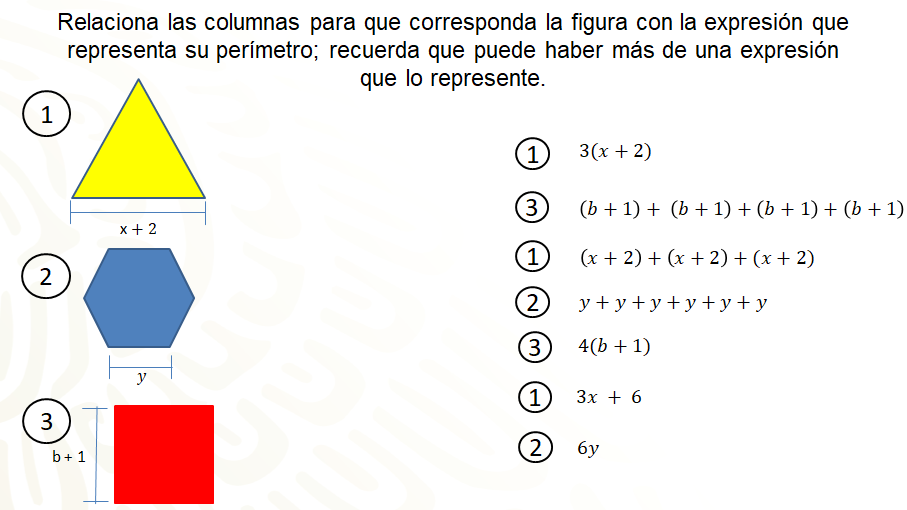 Relaciona las columnas para que corresponda la figura con la expresión que
representa su perímetro; recuerda que puede haber más de una expresión
que lo represente.
1
x + 2
2
y
3
b + 1
1 3(x + 2)
3 (b + 1) + (b + 1) + (b + 1) + (b + 1)
1 (x + 2) + (x + 2) + (x + 2)
2 y + y + y + y + y + y
3 4(b + 1)
1 3x + 6
2 6y